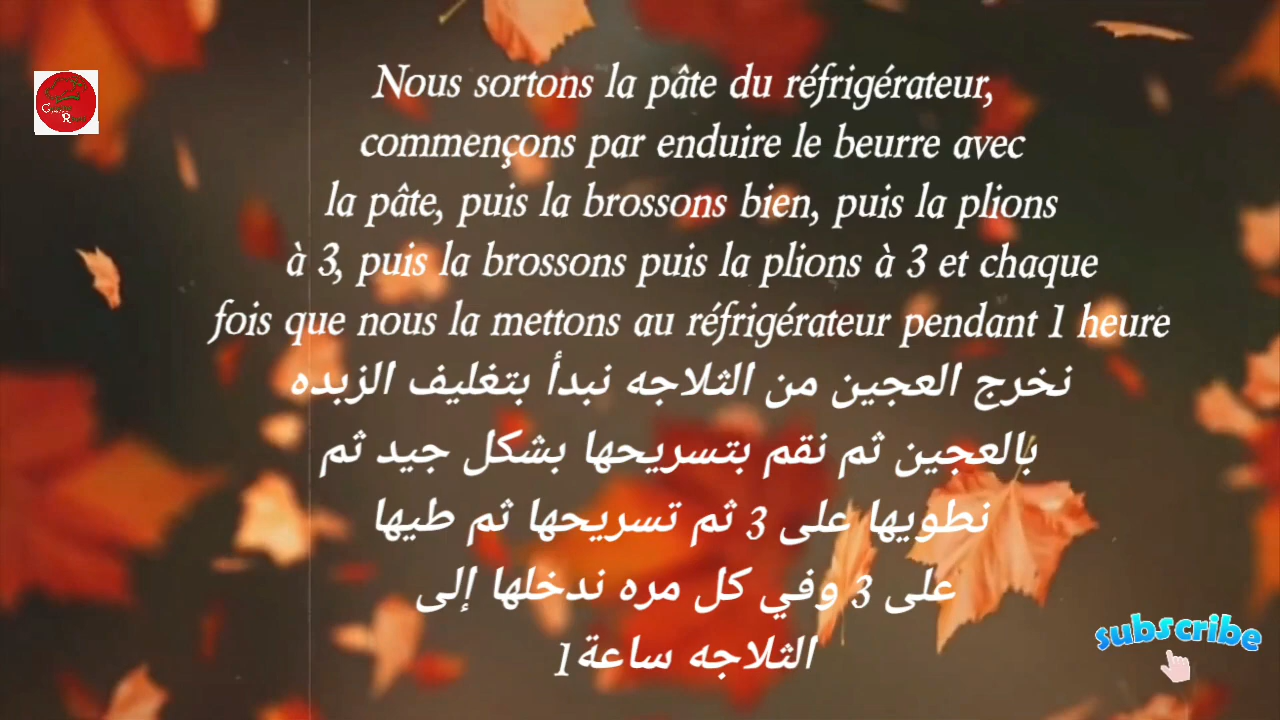 Nous sortons la pâte du réfrigérateur,
commençons par enduire le beurre avec
la pâte, puis la brossons bien, puis la plions
à 3, puis la brossons puis la plions à 3 et chaque
fois que nous la mettons au réfrigérateur pendant 1 heure
نخرج العجين من الثلاجه نبدأ بتغليف الزبده
بالعجين ثم نقم بتسريحها بشكل جيد ثم
نطويها على 3 ثم تسريحها ثم طيها
على 3 وفي كل مره ندخلها إلى
الثلاجه ساعة1
subscribe